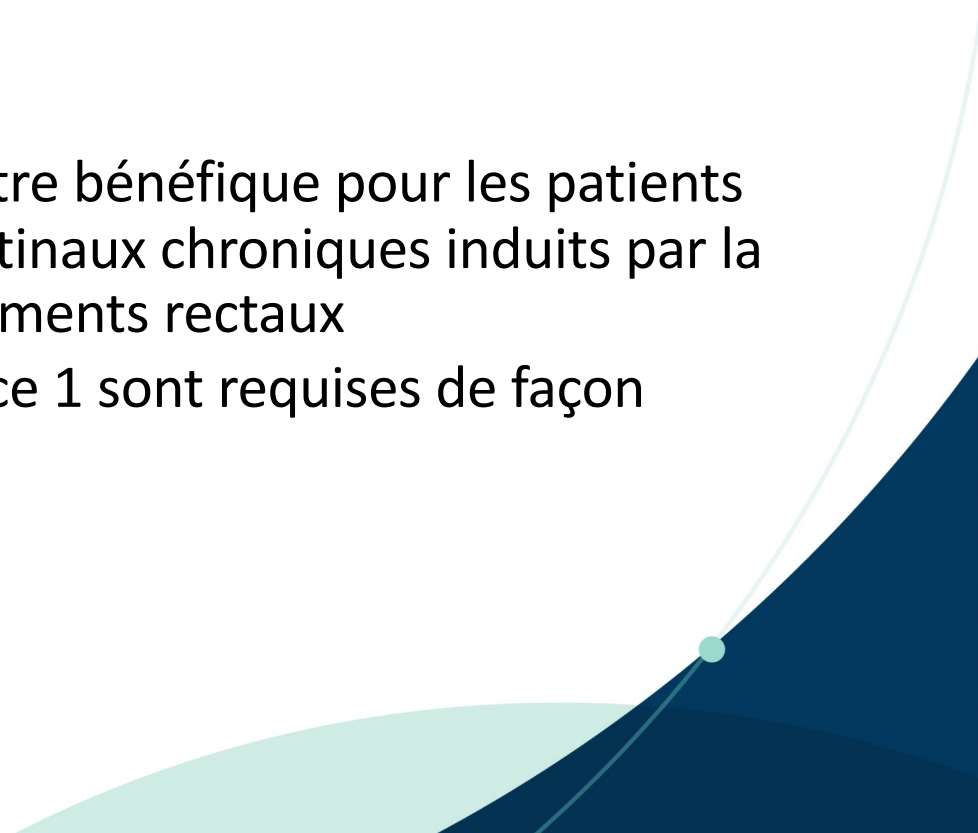 tre bénéfique pour les patients
tinaux chroniques induits par la
ments rectaux
ce 1 sont requises de façon